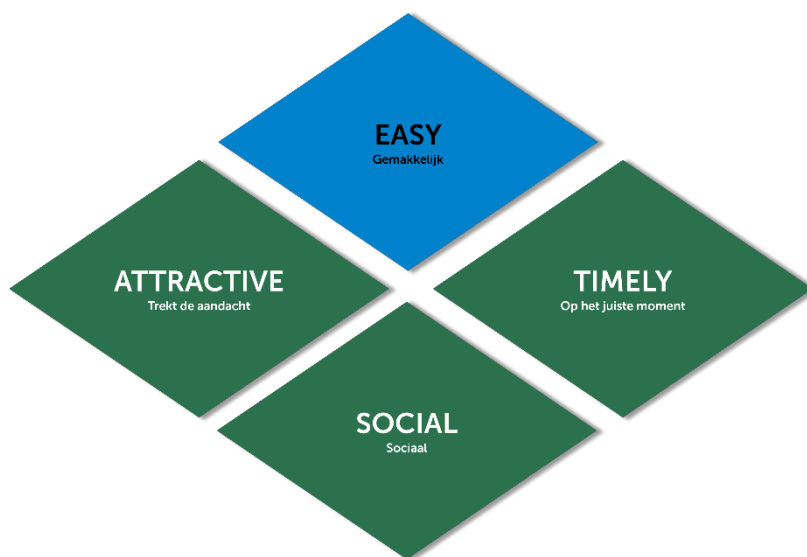 EASY
Gemakkelijk
ATTRACTIVE
Trekt de aandacht
TIMELY
Op het juiste moment
SOCIAL
Sociaal